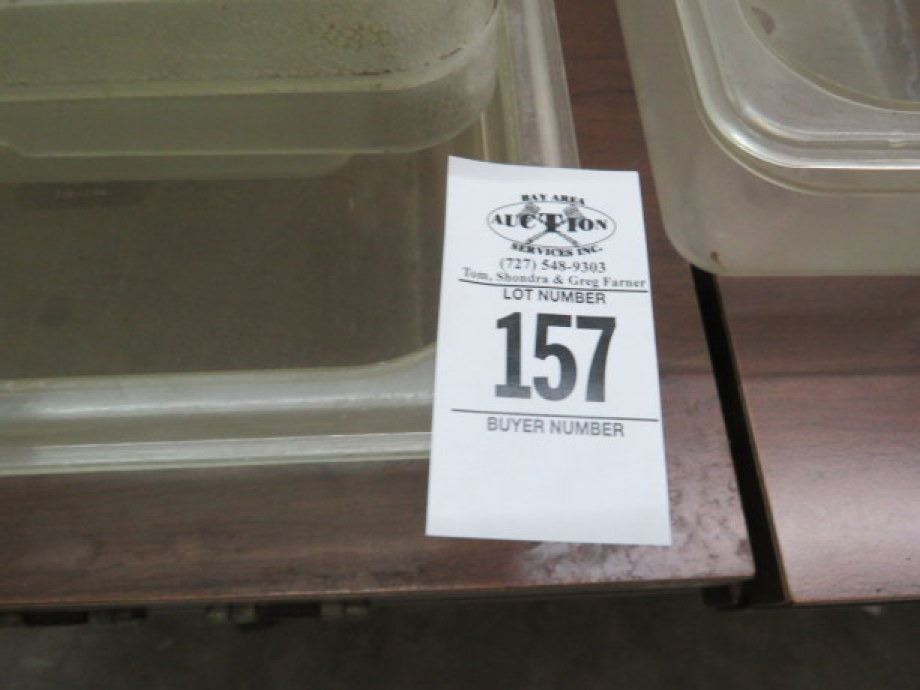 BAY AREA
AUCTION
SERVICES INC.
(727) 548-9303
Tom, Shondra & Greg Farner
LOT NUMBER
157
BUYER NUMBER